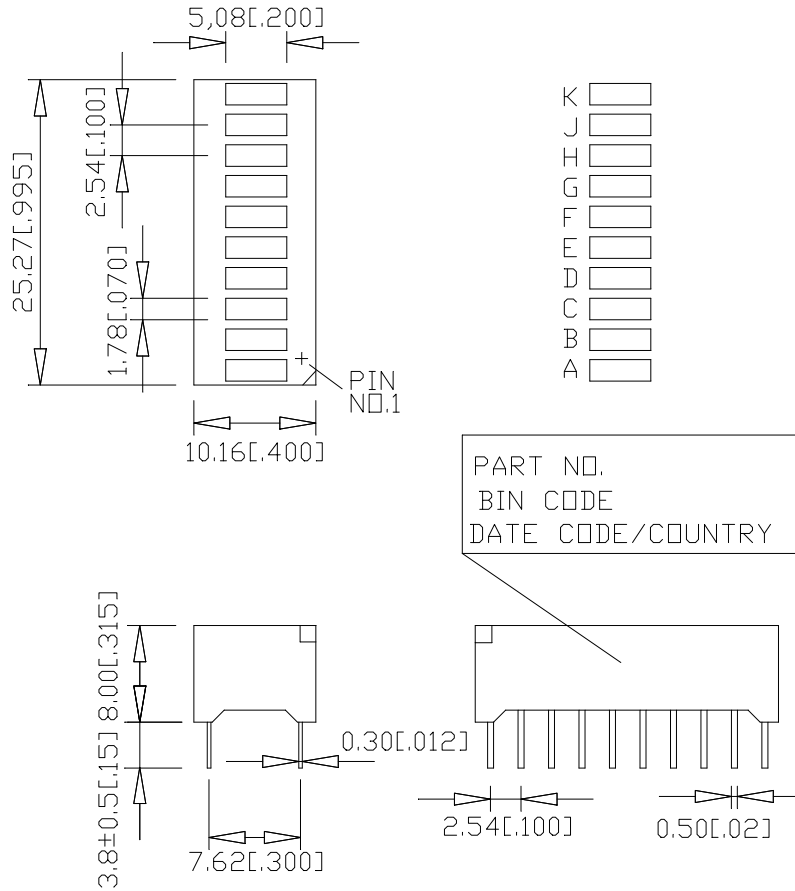 5,08[.200]
25.27[.995]
2.54[.100]
1.78[.070]
PIN
NO.1
10.16[.400]
K
J
H
G
F
E
D
C
B
A
PART NO.
BIN CODE
DATE CODE/COUNTRY
8.00[.315]
3.8±0.5[.15]
0.30[.012]
7.62[.300]
2.54[.100]
0.50[.02]